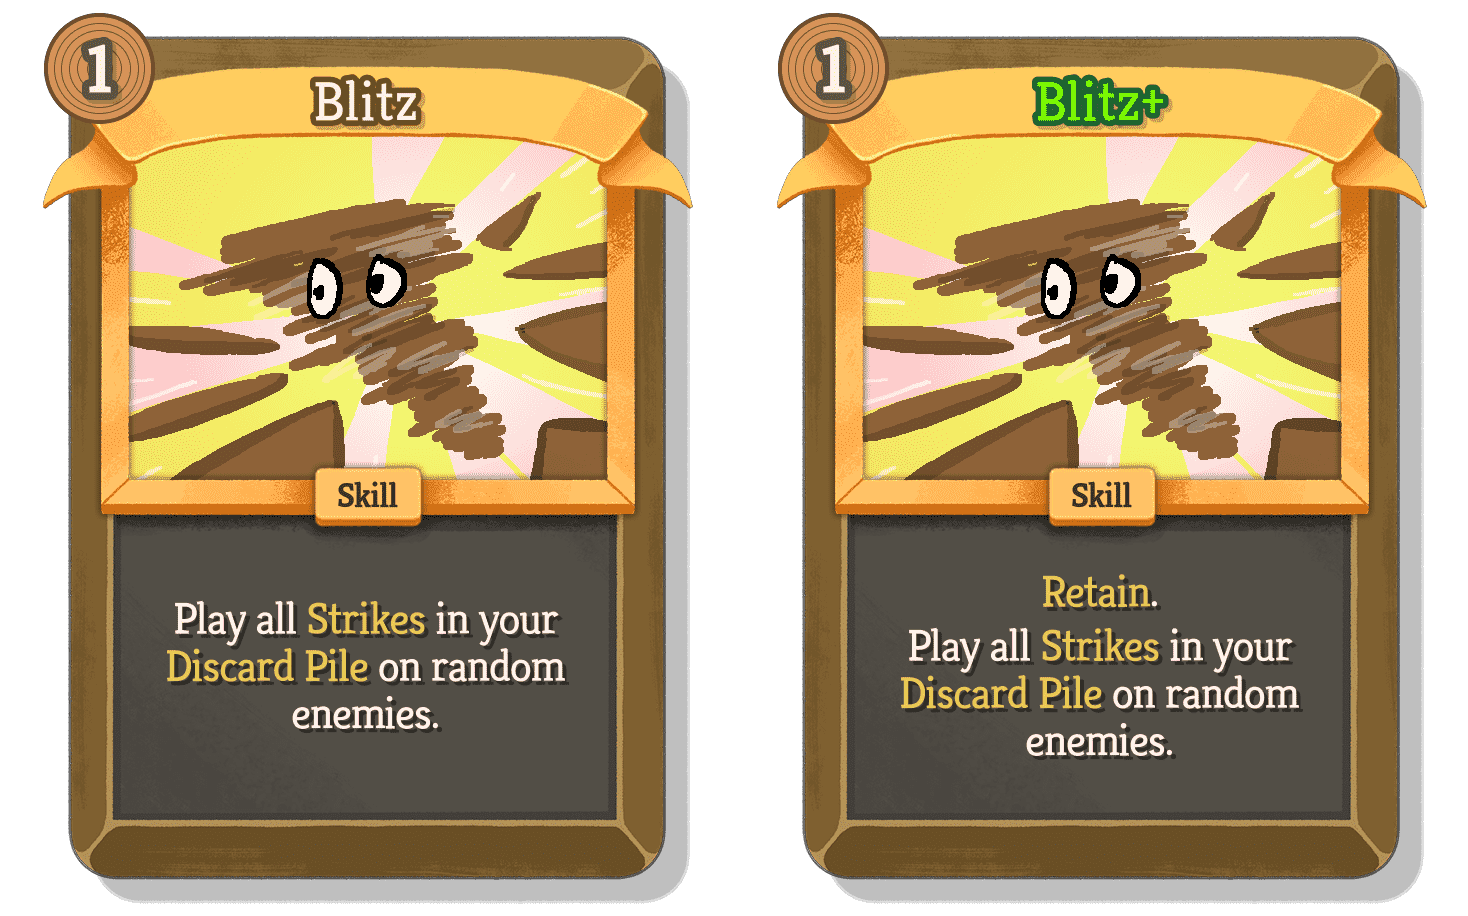 1
Blitz
Skill
Play all Strikes in your
Discard Pile on random
enemies.
1
Blitz+
Skill
Retain.
Play all Strikes in your
Discard Pile on random
enemies.